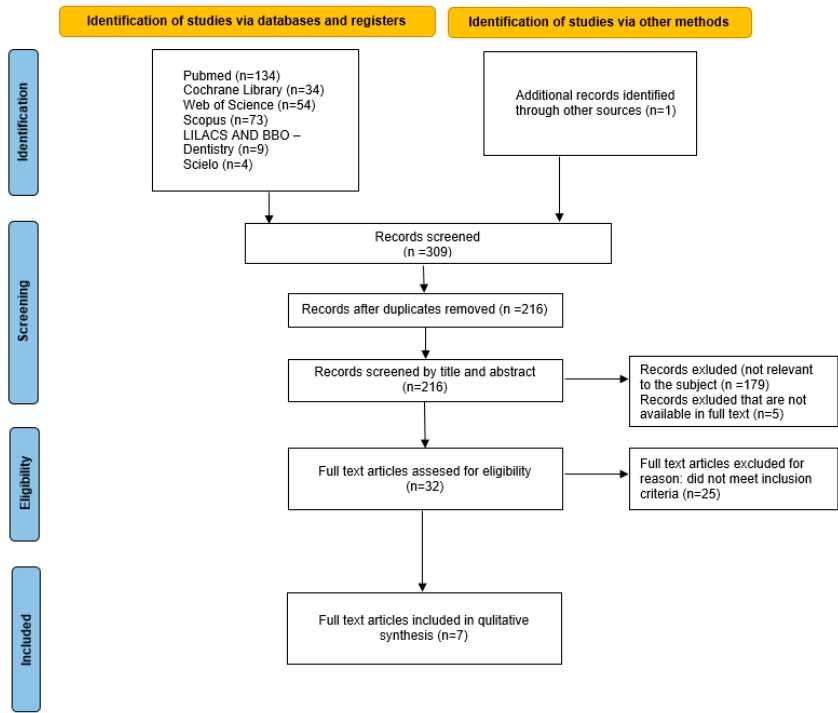 Identification of studies via databases and registers
Identification of studies via other methods
Identification
Pubmed (n=134)
Cochrane Library (n=34)
Web of Science (n=54)
Scopus (n=73)
LILACS AND BBO –
Dentistry (n=9)
Scielo (n=4)
Additional records identified
through other sources (n=1)
Screening
Records screened
(n =309)
Records after duplicates removed (n =216)
Records screened by title and abstract
(n=216)
Records exluded (not relevant
to the subject (n =179)
Records exluded that are not
available in full text (n=5)
Eligibility
Full text articles assesed for eligibility
(n=32)
Full text articles excluded for
reason: did not meet inclusion
criteria (n=25)
Included
Full text articles included in qulitative
synthesis (n=7)